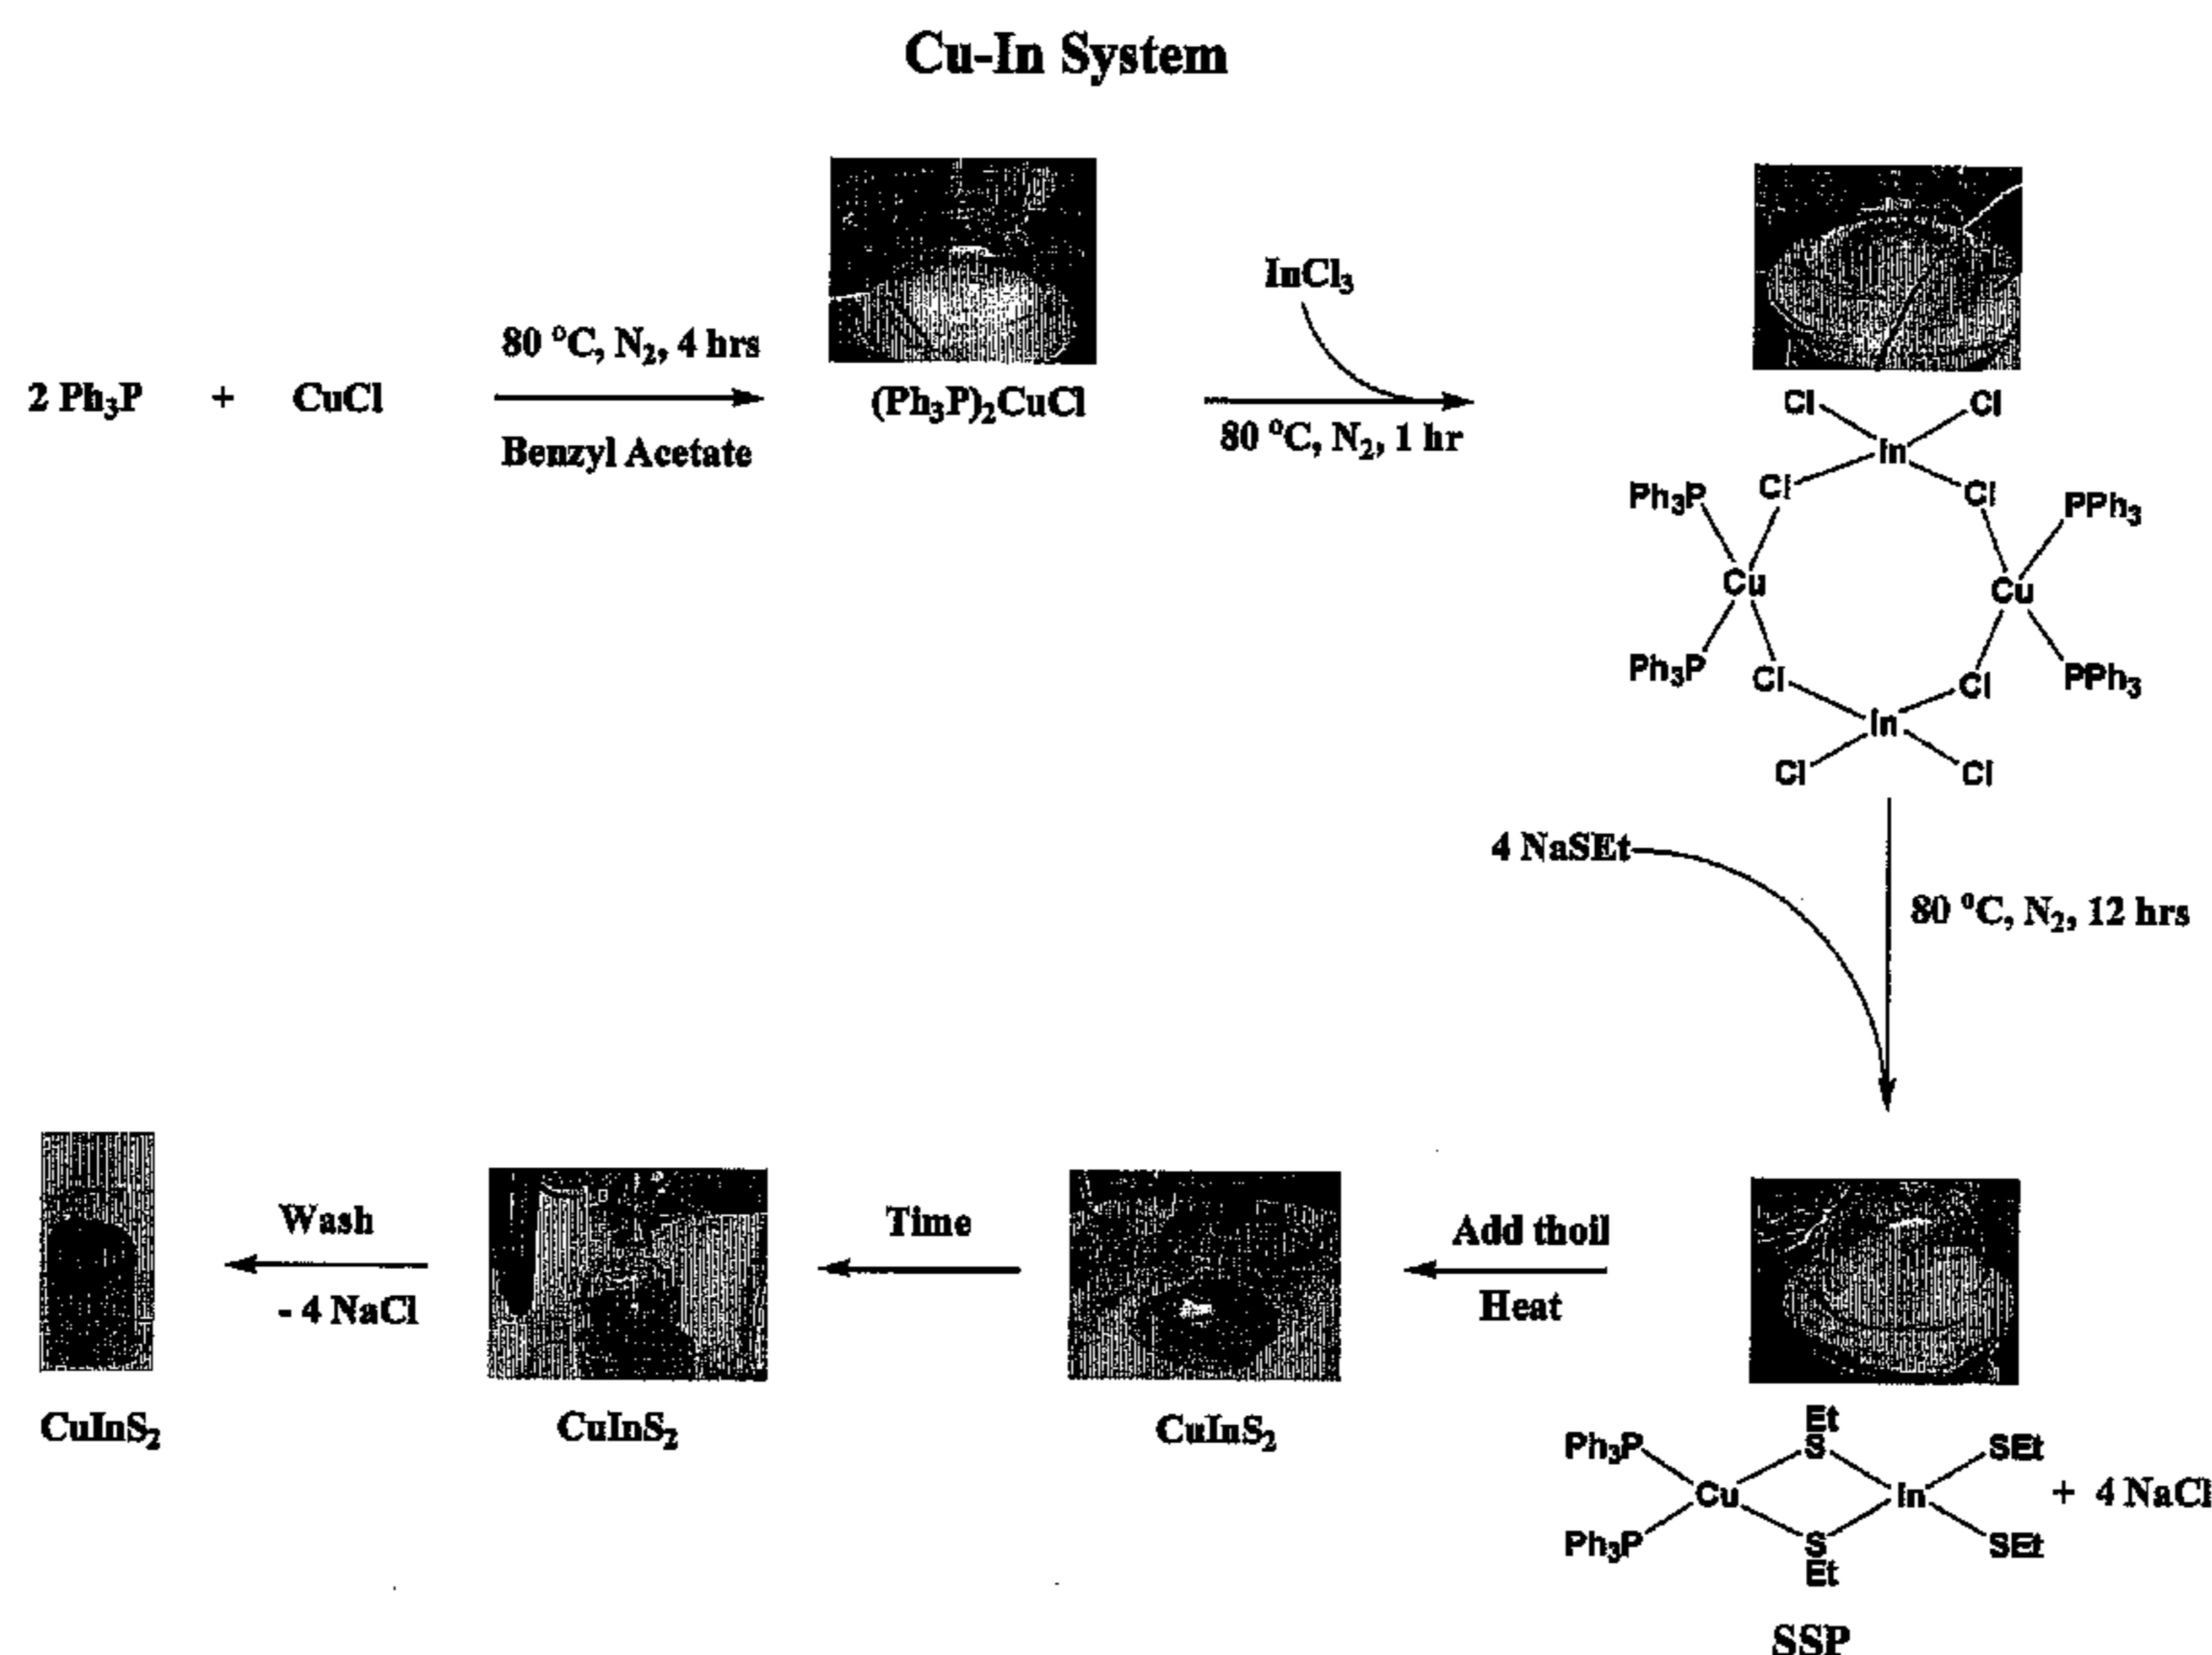 Cu-In System
2 Ph₃P + CuCl
80 °C, N₂, 4 hrs
Benzyl Acetate
(Ph₃P)₂CuCl
InCl₃
80 °C, N₂, 1 hr
Cl Cl
In
Cl Cl
Ph₃P PPh₃
Cu Cu
Ph₃P PPh₃
Cl Cl
In
Cl Cl
4 NaSEt
80 °C, N₂, 12 hrs
Et
Ph₃P S SEt
Cu In + 4 NaCl
Ph₃P S SEt
Et
SSP
Add thoil
Heat
CuInS₂
Time
CuInS₂
Wash
- 4 NaCl
CuInS₂